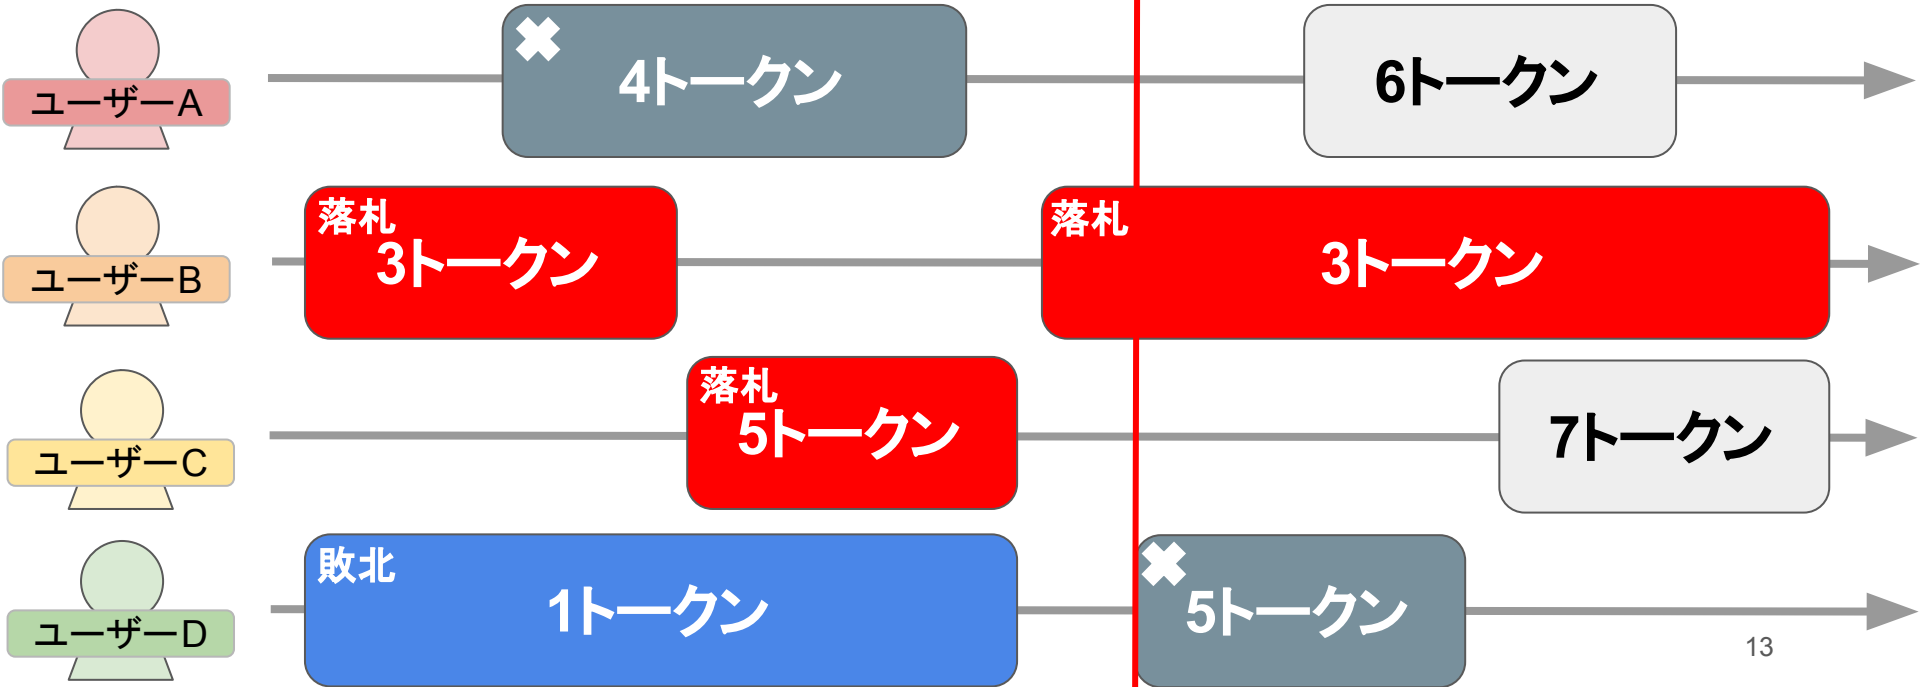 ユーザーA
4トークン
6トークン
ユーザーB
落札
3トークン
落札
3トークン
ユーザーC
落札
5トークン
7トークン
ユーザーD
敗北
1トークン
5トークン
13